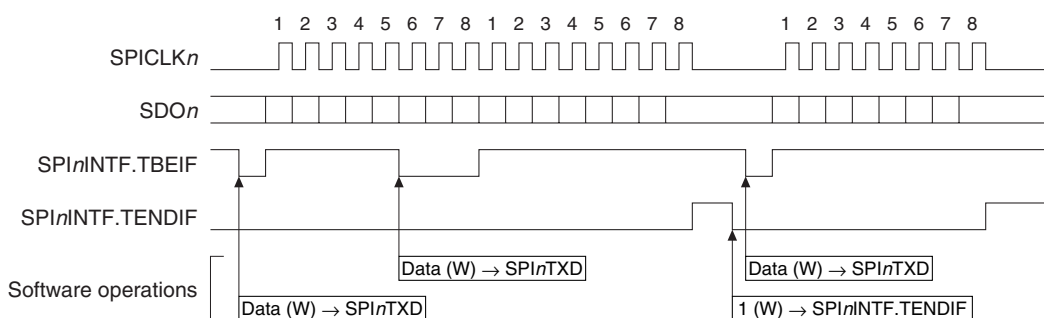 1 2 3 4 5 6 7 8 1 2 3 4 5 6 7 8 1 2 3 4 5 6 7 8
SPICLKn
SDOn
SPInINTF.TBEIF
SPInINTF.TENDIF
Data (W) → SPInTXD Data (W) → SPInTXD
Software operations
Data (W) → SPInTXD 1 (W) → SPInINTF.TENDIF